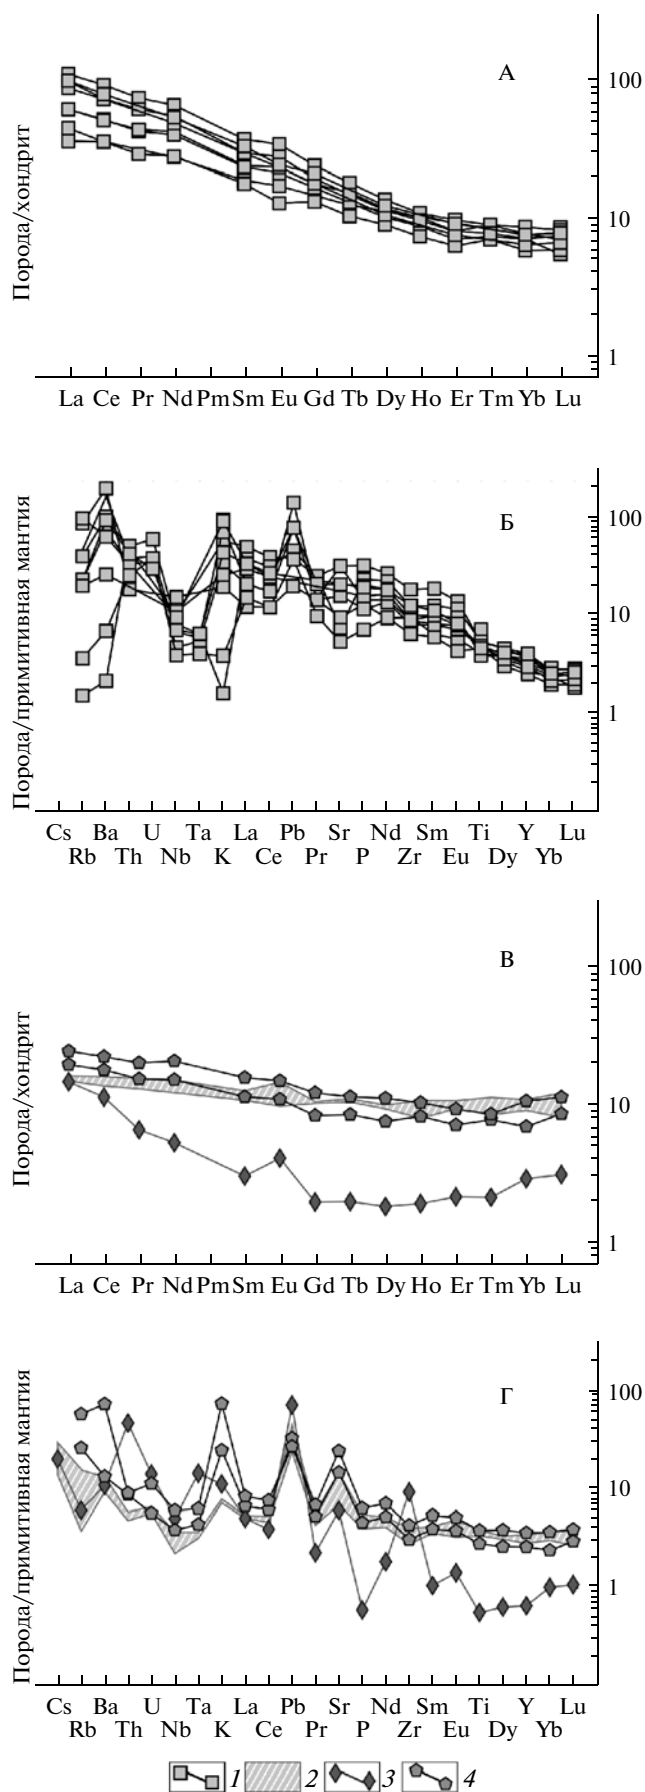 А
100
10
1
Порода/хондрит
La Ce Pr Nd Pm Sm Eu Gd Tb Dy Ho Er Tm Yb Lu
Б
100
10
1
Порода/примитивная мантия
Cs Ba U Ta La Pb Sr Nd Sm Ti Y Lu
Rb Th Nb K Ce Pr P Zr Eu Dy Yb
В
100
10
1
Порода/хондрит
La Ce Pr Nd Pm Sm Eu Gd Tb Dy Ho Er Tm Yb Lu
Г
100
10
1
Порода/примитивная мантия
Cs Ba U Ta La Pb Sr Nd Sm Ti Y Lu
Rb Th Nb K Ce Pr P Zr Eu Dy Yb
1 2 3 4